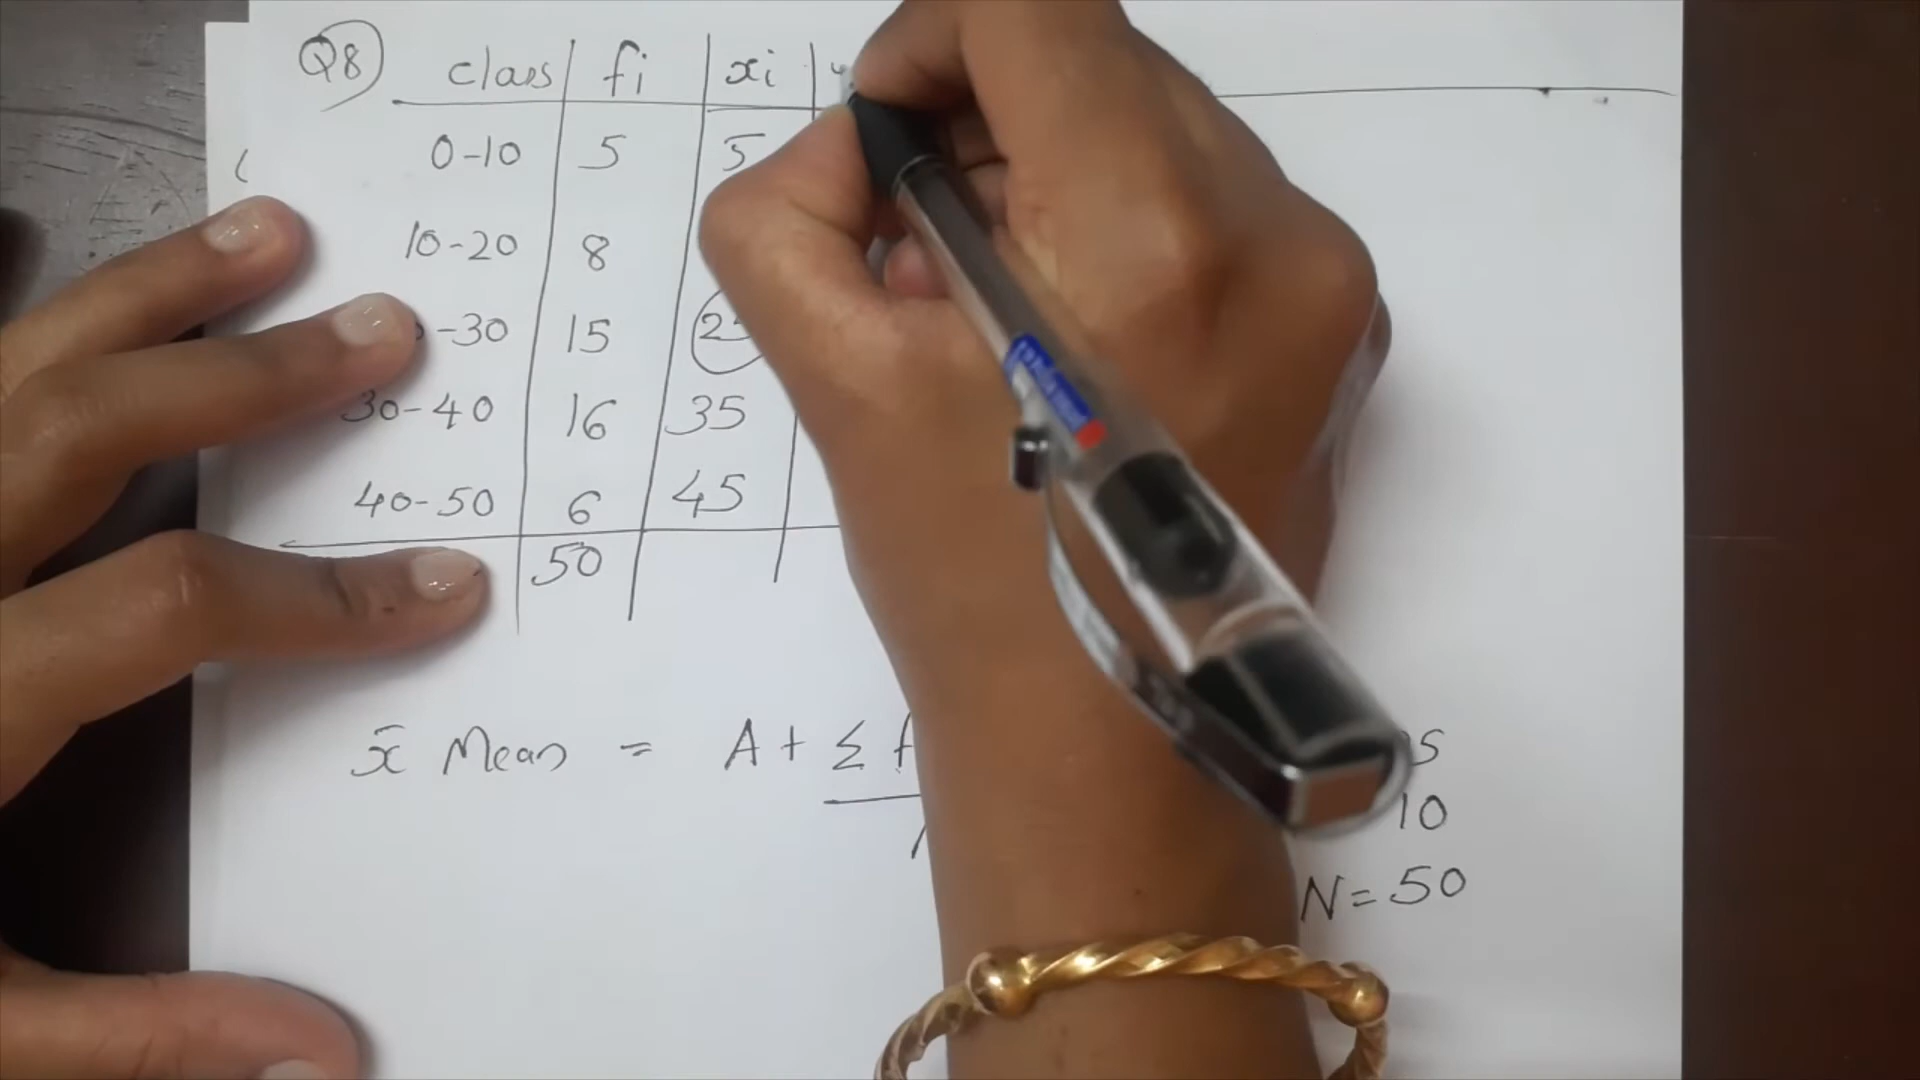 Q8 class fi xi
0-10 5 5
10-20 8
-30 15 25
30-40 16 35
40-50 6 45
50
x̄ Mean = A + Σ f 5
10
N = 50